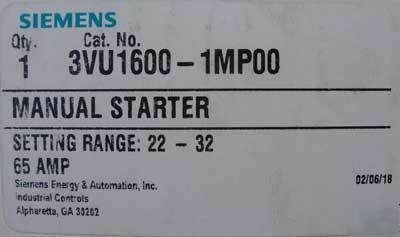 SIEMENS
Qty. Cat. No.
1 3VU1600-1MP00
MANUAL STARTER
SETTING RANGE: 22 - 32
65 AMP
Siemens Energy & Automation, Inc.
Industrial Controls
Alpharetta, GA 30202
02/06/18